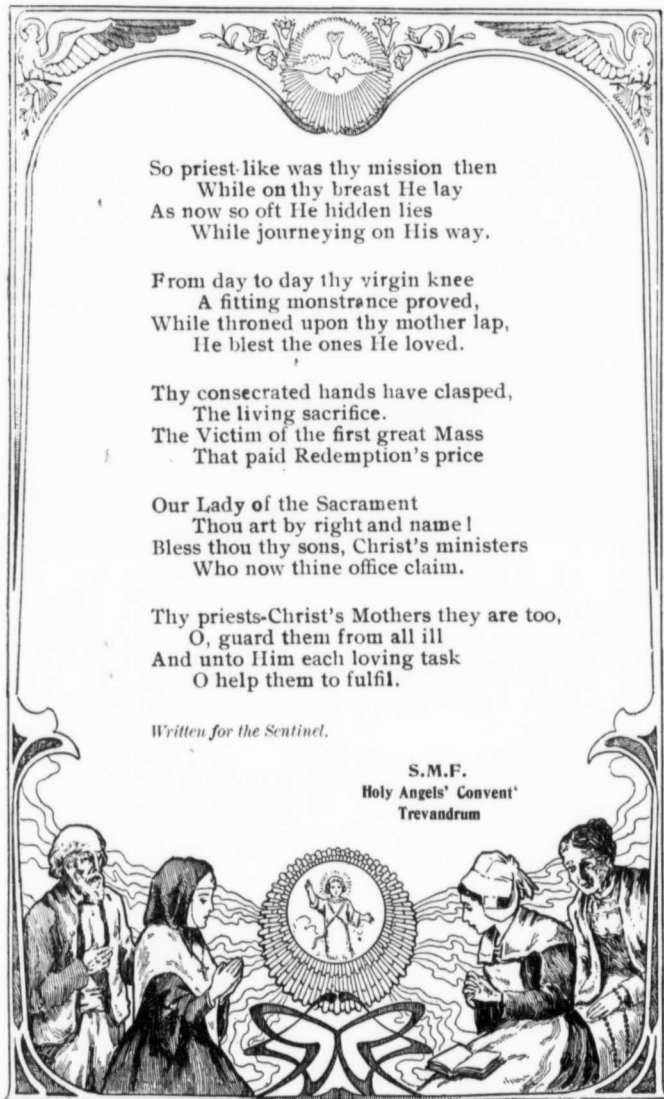 So priest-like was thy mission then
While on thy breast He lay
As now so oft He hidden lies
While journeying on His way.
From day to day thy virgin knee
A fitting monstrance proved,
While throned upon thy mother lap,
He blest the ones He loved.
Thy consecrated hands have clasped,
The living sacrifice.
The Victim of the first great Mass
That paid Redemption's price
Our Lady of the Sacrament
Thou art by right and name!
Bless thou thy sons, Christ's ministers
Who now thine office claim.
Thy priests-Christ's Mothers they are too,
O, guard them from all ill
And unto Him each loving task
O help them to fulfil.
Written for the Sentinel.
S.M.F.
Holy Angels' Convent'
Trevandrum